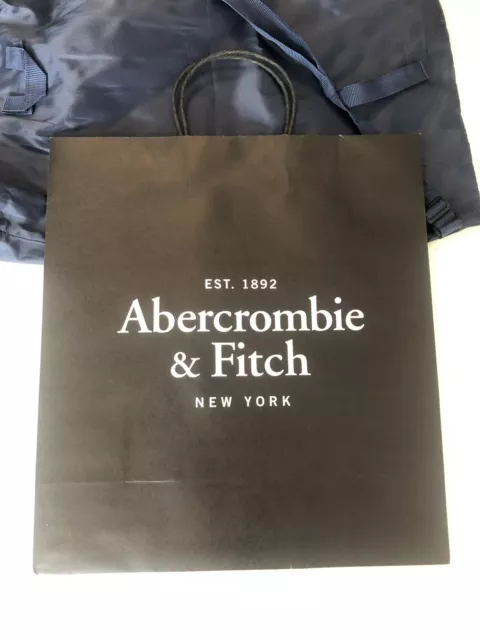 EST. 1892
Abercrombie
& Fitch
NEW YORK